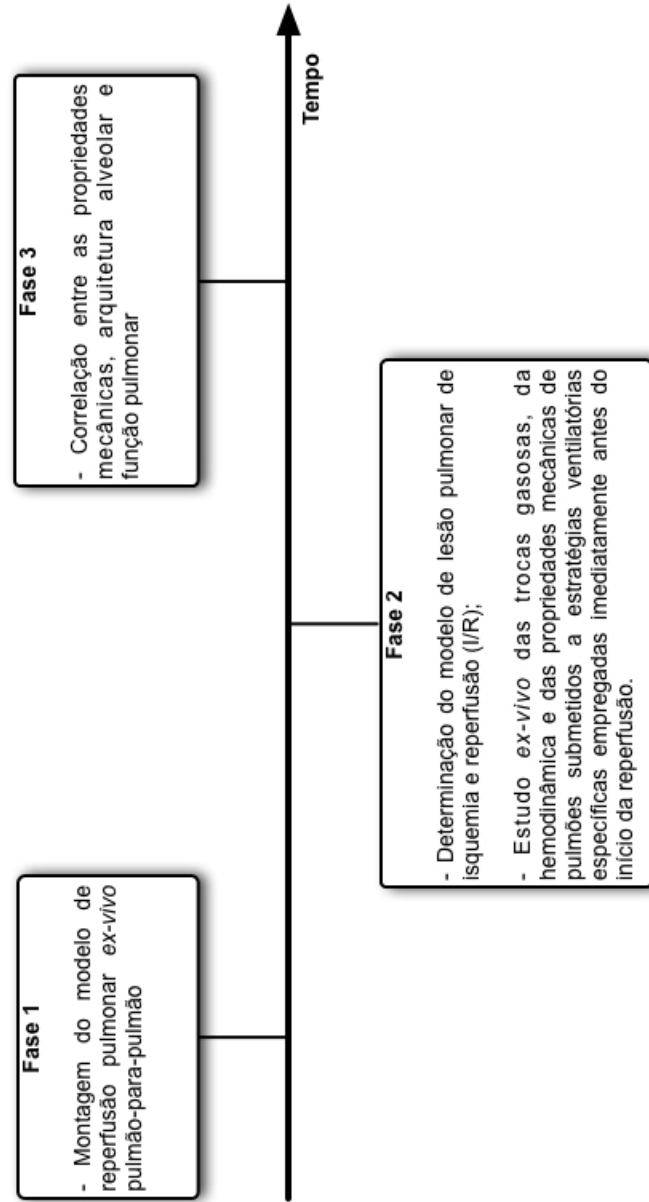 Fase 1
- Montagem do modelo de
reperfusão pulmonar ex-vivo
pulmão-para-pulmão
Fase 2
- Determinação do modelo de lesão pulmonar de
isquemia e reperfusão (I/R);
- Estudo ex-vivo das trocas gasosas, da
hemodinâmica e das propriedades mecânicas de
pulmões submetidos a estratégias ventilatórias
específicas empregadas imediatamente antes do
início da reperfusão.
Fase 3
- Correlação entre as propriedades
mecânicas, arquitetura alveolar e
função pulmonar
Tempo